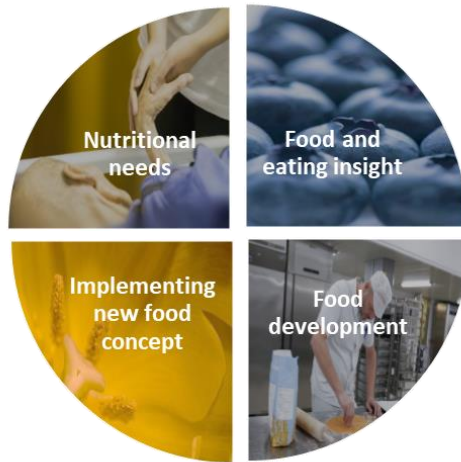 Nutritional
needs
Food and
eating insight
Implementing
new food
concept
Food
development